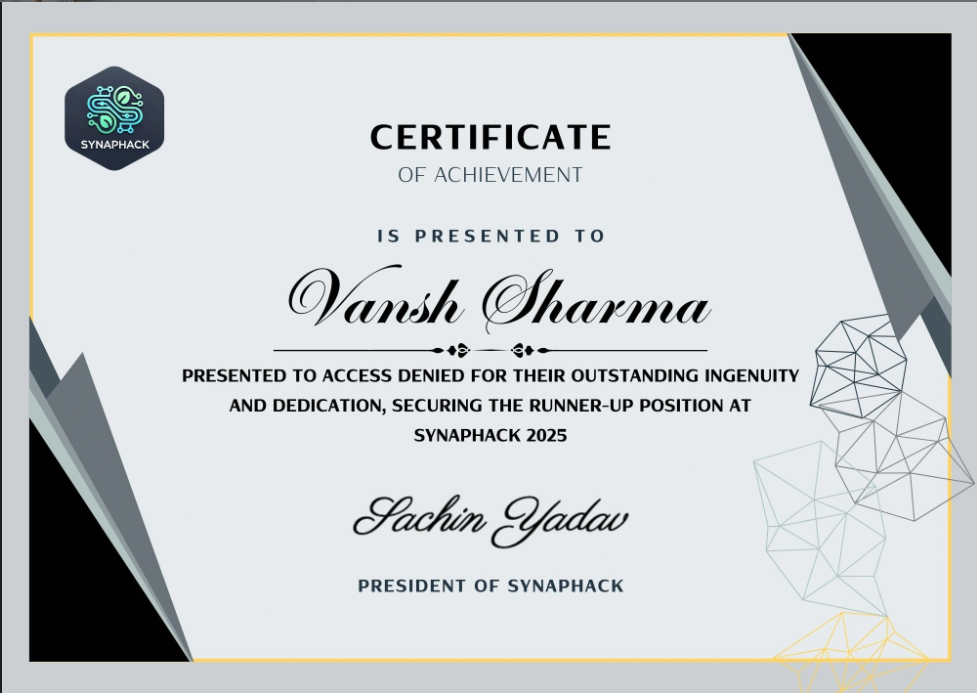 SYNAPHACK
CERTIFICATE
OF ACHIEVEMENT
IS PRESENTED TO
Vansh Sharma
PRESENTED TO ACCESS DENIED FOR THEIR OUTSTANDING INGENUITY
AND DEDICATION, SECURING THE RUNNER-UP POSITION AT
SYNAPHACK 2025
Sachin Yadav
PRESIDENT OF SYNAPHACK